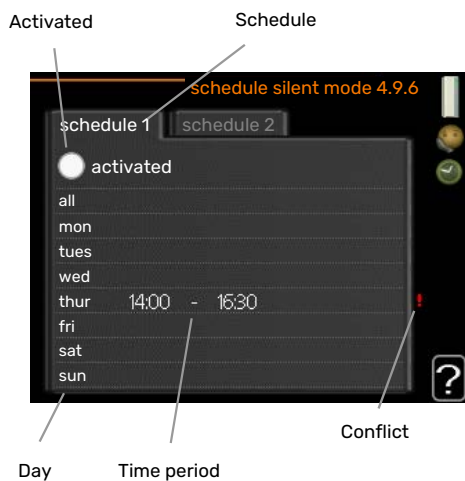 Activated Schedule
schedule silent mode 4.9.6
schedule 1 schedule 2
activated
all
mon
tues
wed
thur 14:00 - 16:30 !
fri
sat
sun
?
Conflict
Day Time period